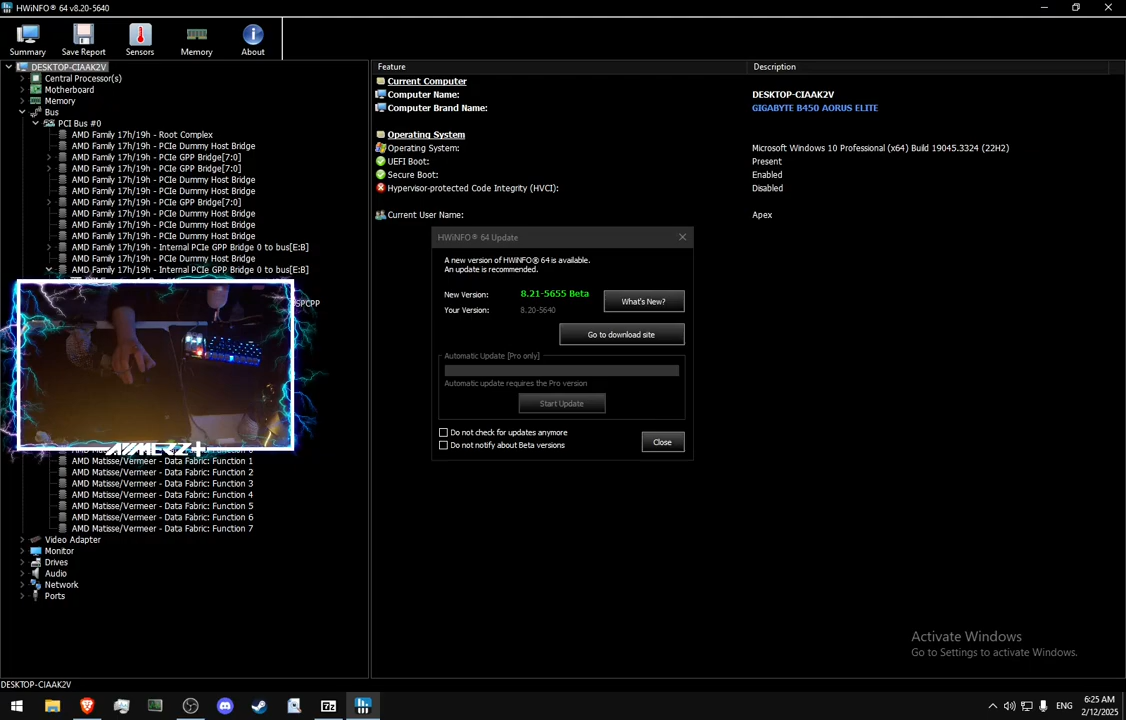 HWiNFO® 64 v8.20-5640
Summary
Save Report
Sensors
Memory
About
DESKTOP-CIAAK2V
Central Processor(s)
Motherboard
Memory
Bus
PCI Bus #0
AMD Family 17h/19h - Root Complex
AMD Family 17h/19h - PCIe Dummy Host Bridge
AMD Family 17h/19h - PCIe GPP Bridge[7:0]
AMD Family 17h/19h - PCIe GPP Bridge[7:0]
AMD Family 17h/19h - PCIe Dummy Host Bridge
AMD Family 17h/19h - PCIe Dummy Host Bridge
AMD Family 17h/19h - PCIe GPP Bridge[7:0]
AMD Family 17h/19h - PCIe Dummy Host Bridge
AMD Family 17h/19h - PCIe Dummy Host Bridge
AMD Family 17h/19h - PCIe Dummy Host Bridge
AMD Family 17h/19h - Internal PCIe GPP Bridge 0 to bus[E:B]
AMD Family 17h/19h - PCIe Dummy Host Bridge
AMD Family 17h/19h - Internal PCIe GPP Bridge 0 to bus[E:B]
SPCPP
AMD Matisse/Vermeer - Data Fabric: Function 1
AMD Matisse/Vermeer - Data Fabric: Function 2
AMD Matisse/Vermeer - Data Fabric: Function 3
AMD Matisse/Vermeer - Data Fabric: Function 4
AMD Matisse/Vermeer - Data Fabric: Function 5
AMD Matisse/Vermeer - Data Fabric: Function 6
AMD Matisse/Vermeer - Data Fabric: Function 7
Video Adapter
Monitor
Drives
Audio
Network
Ports
Feature Description
Current Computer
Computer Name: DESKTOP-CIAAK2V
Computer Brand Name: GIGABYTE B450 AORUS ELITE
Operating System
Operating System: Microsoft Windows 10 Professional (x64) Build 19045.3324 (22H2)
UEFI Boot: Present
Secure Boot: Enabled
Hypervisor-protected Code Integrity (HVCI): Disabled
Current User Name: Apex
HWiNFO® 64 Update
A new version of HWiNFO® 64 is available.
An update is recommended.
New Version: 8.21-5655 Beta
What's New?
Your Version: 8.20-5640
Go to download site
Automatic Update [Pro only]
Automatic update requires the Pro version
Start Update
Do not check for updates anymore
Do not notify about Beta versions
Close
Activate Windows
Go to Settings to activate Windows.
DESKTOP-CIAAK2V
7z
ENG
6:25 AM
2/12/2025